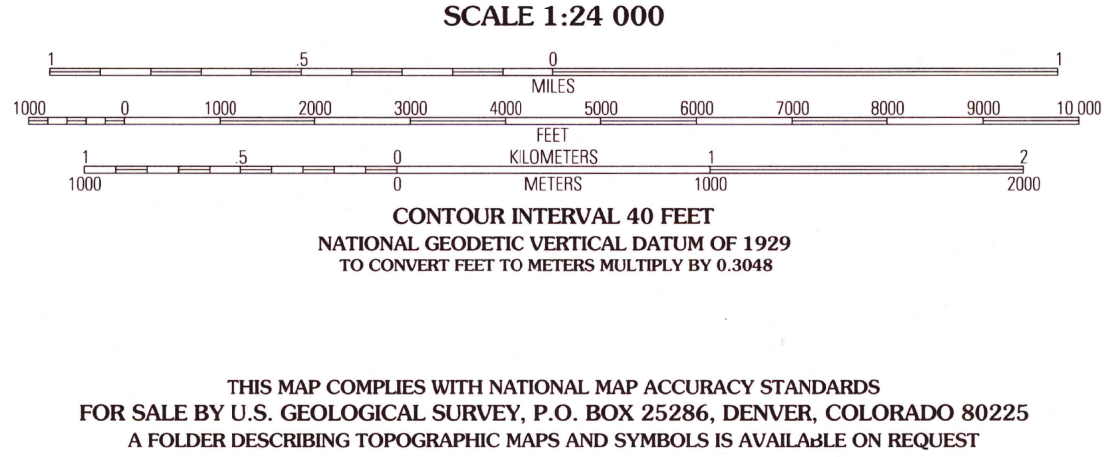 SCALE 1:24 000
1 .5 0 1
MILES
1000 0 1000 2000 3000 4000 5000 6000 7000 8000 9000 10 000
FEET
1 .5 0 KILOMETERS 1 2
1000 0 METERS 1000 2000
CONTOUR INTERVAL 40 FEET
NATIONAL GEODETIC VERTICAL DATUM OF 1929
TO CONVERT FEET TO METERS MULTIPLY BY 0.3048
THIS MAP COMPLIES WITH NATIONAL MAP ACCURACY STANDARDS
FOR SALE BY U.S. GEOLOGICAL SURVEY, P.O. BOX 25286, DENVER, COLORADO 80225
A FOLDER DESCRIBING TOPOGRAPHIC MAPS AND SYMBOLS IS AVAILABLE ON REQUEST